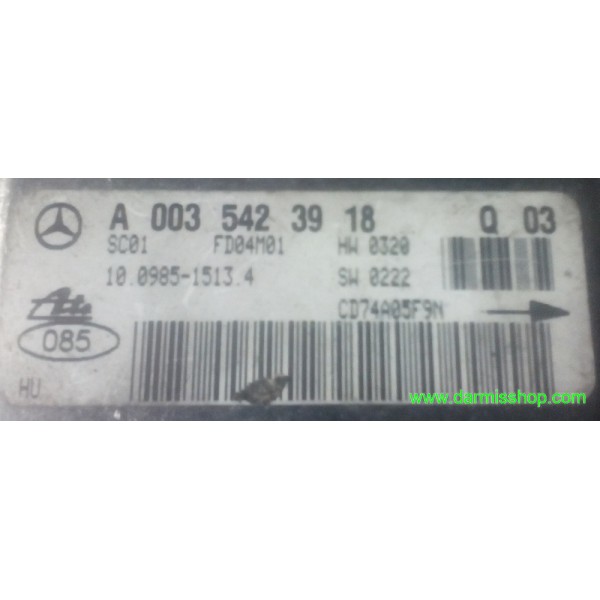 A 003 542 39 18 Q 03
SC01 FD04M01 HW 0320
10.0985-1513.4 SW 0222
Ate CD74A05F9N
085
HU
www.darmisshop.com